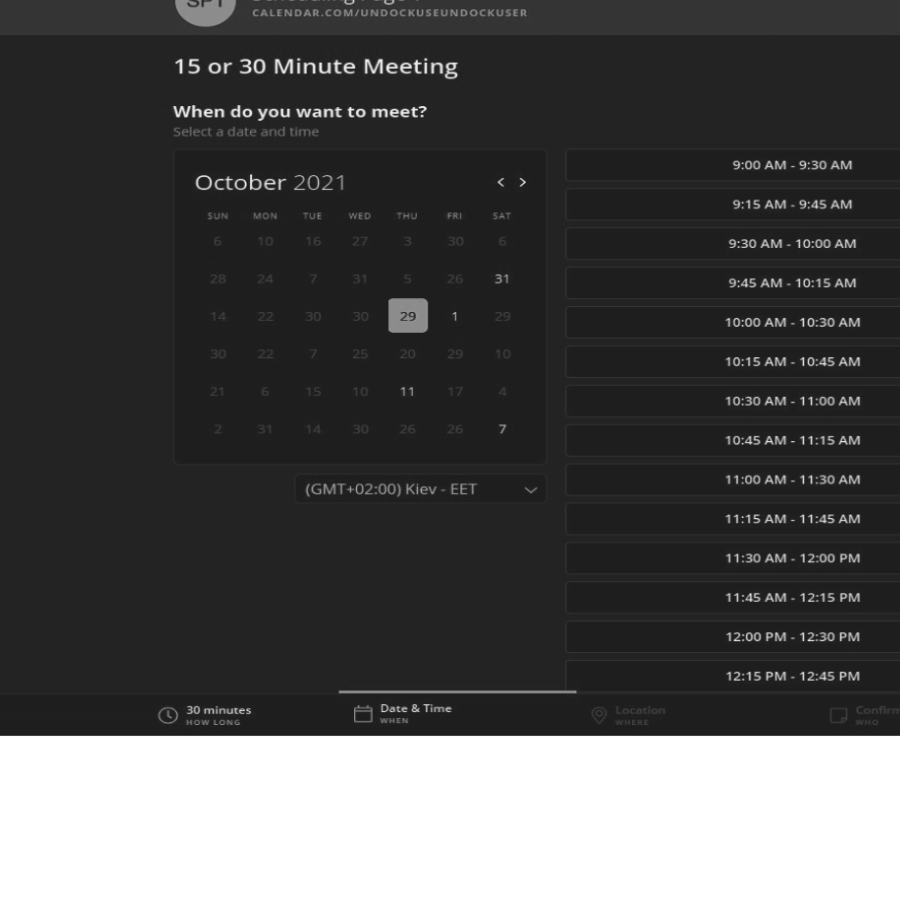 SPT
CALENDAR.COM/UNDOCKUSEUNDOCKUSER
15 or 30 Minute Meeting
When do you want to meet?
Select a date and time
October 2021
SUN MON TUE WED THU FRI SAT
6 10 16 27 3 30 6
28 24 7 31 5 26 31
14 22 30 30 29 1 29
30 22 7 25 20 29 10
21 6 15 10 11 17 4
2 31 14 30 26 26 7
(GMT+02:00) Kiev - EET
9:00 AM - 9:30 AM
9:15 AM - 9:45 AM
9:30 AM - 10:00 AM
9:45 AM - 10:15 AM
10:00 AM - 10:30 AM
10:15 AM - 10:45 AM
10:30 AM - 11:00 AM
10:45 AM - 11:15 AM
11:00 AM - 11:30 AM
11:15 AM - 11:45 AM
11:30 AM - 12:00 PM
11:45 AM - 12:15 PM
12:00 PM - 12:30 PM
12:15 PM - 12:45 PM
30 minutes
HOW LONG
Date & Time
WHEN
Location
WHERE
Confirm
WHO